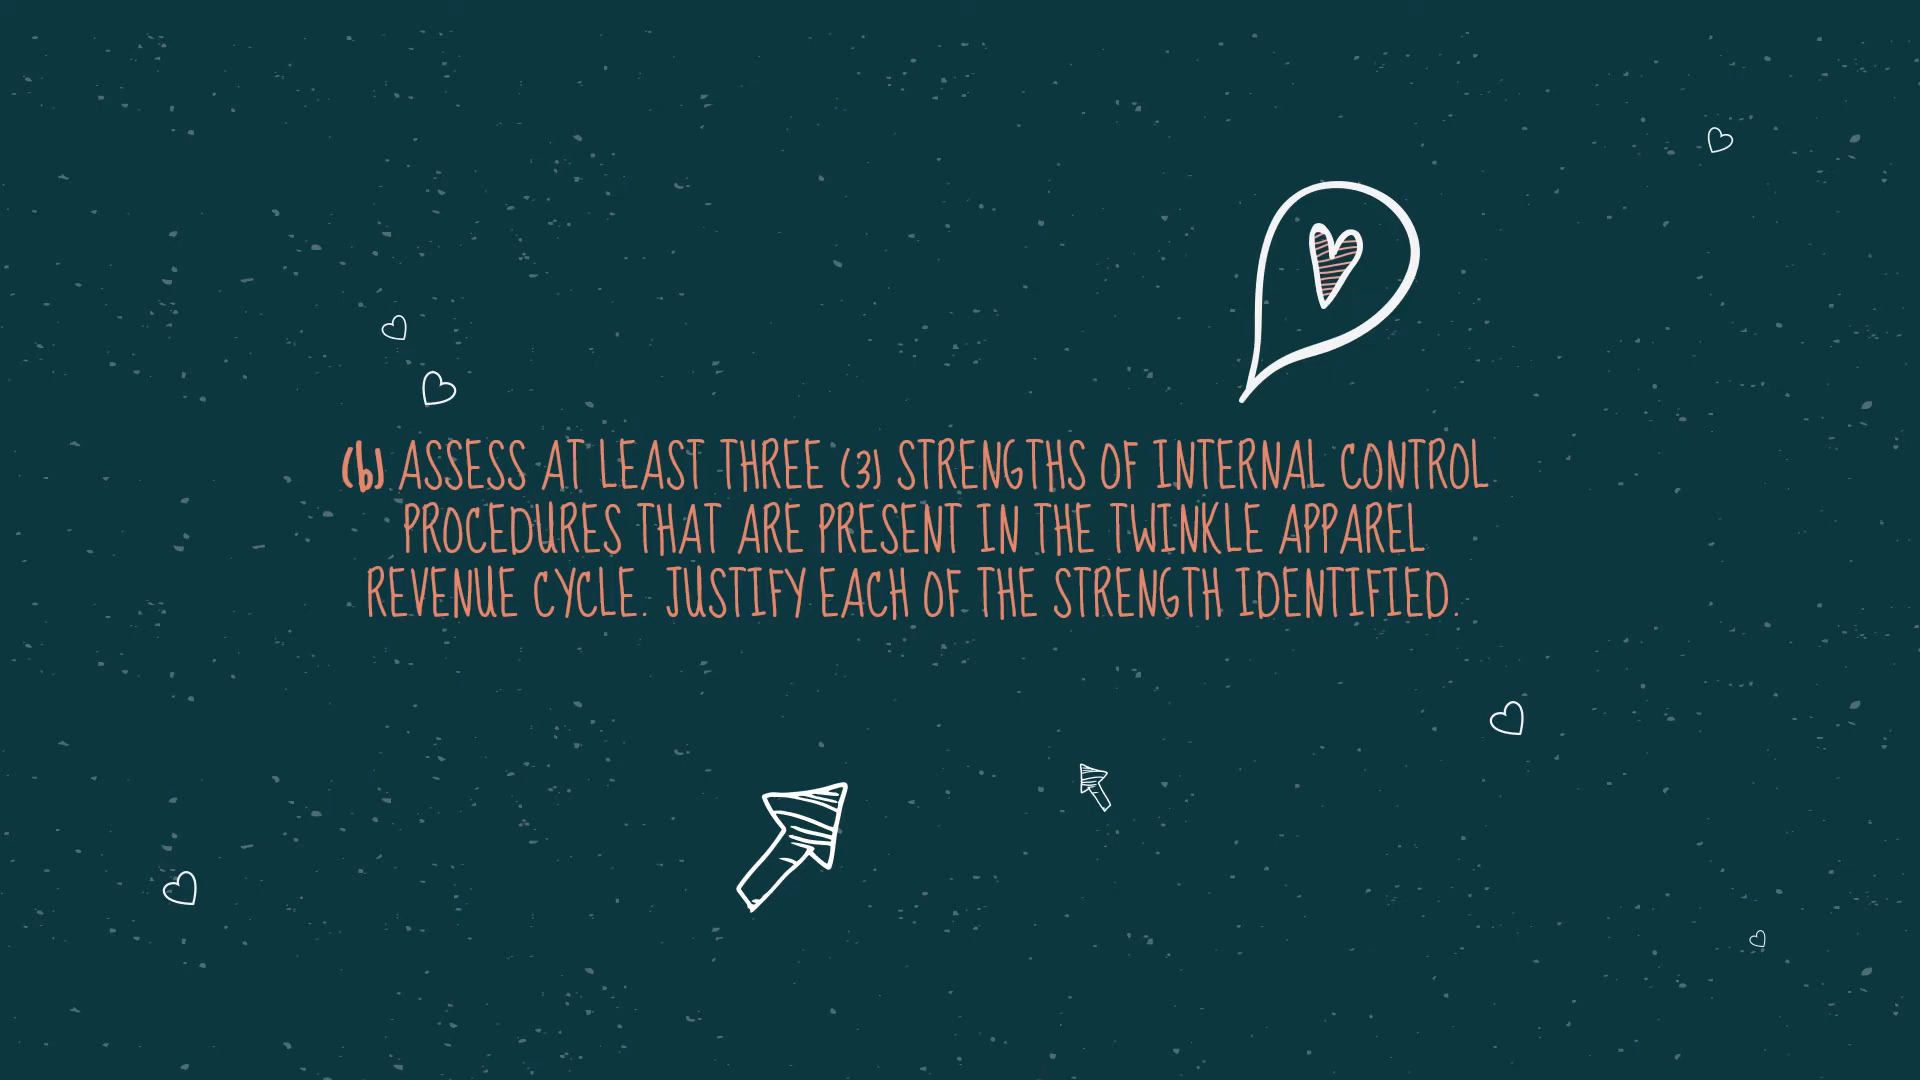 (b) ASSESS AT LEAST THREE (3) STRENGTHS OF INTERNAL CONTROL
PROCEDURES THAT ARE PRESENT IN THE TWINKLE APPAREL
REVENUE CYCLE. JUSTIFY EACH OF THE STRENGTH IDENTIFIED.